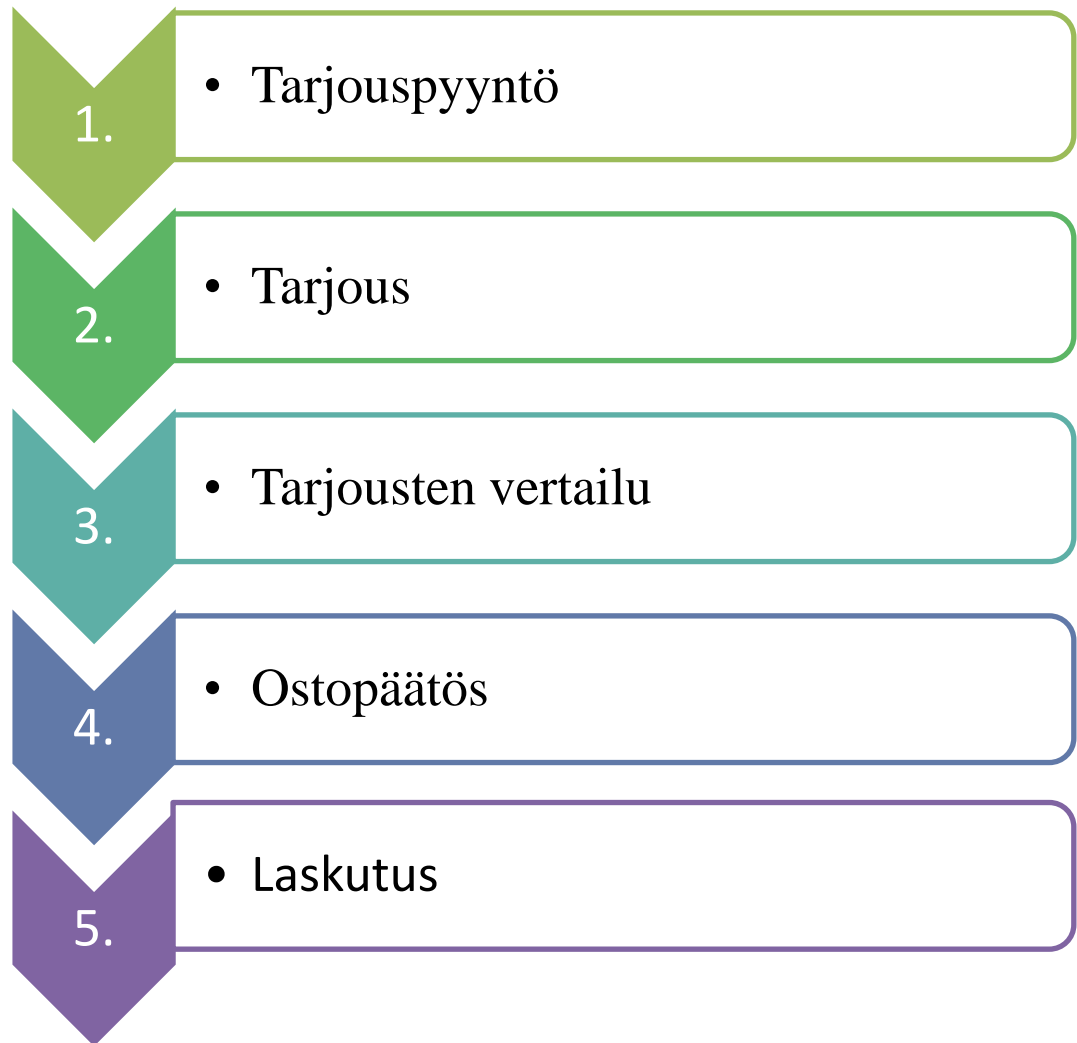 1.
• Tarjouspyyntö
2.
• Tarjous
3.
• Tarjousten vertailu
4.
• Ostopäätös
5.
• Laskutus